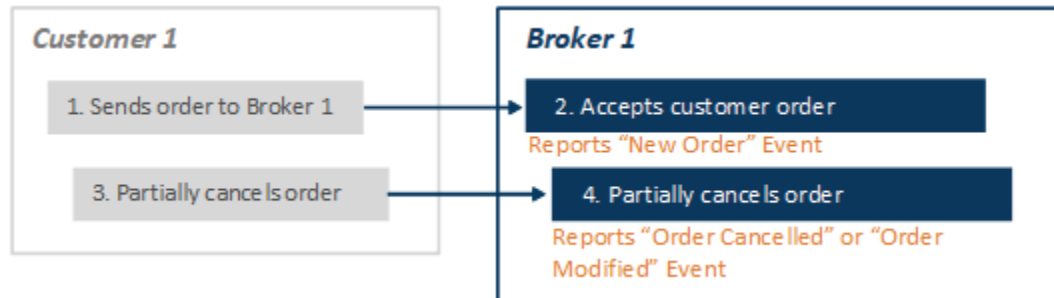 Customer 1
Broker 1
1. Sends order to Broker 1
2. Accepts customer order
Reports “New Order” Event
3. Partially cancels order
4. Partially cancels order
Reports “Order Cancelled” or “Order
Modified” Event